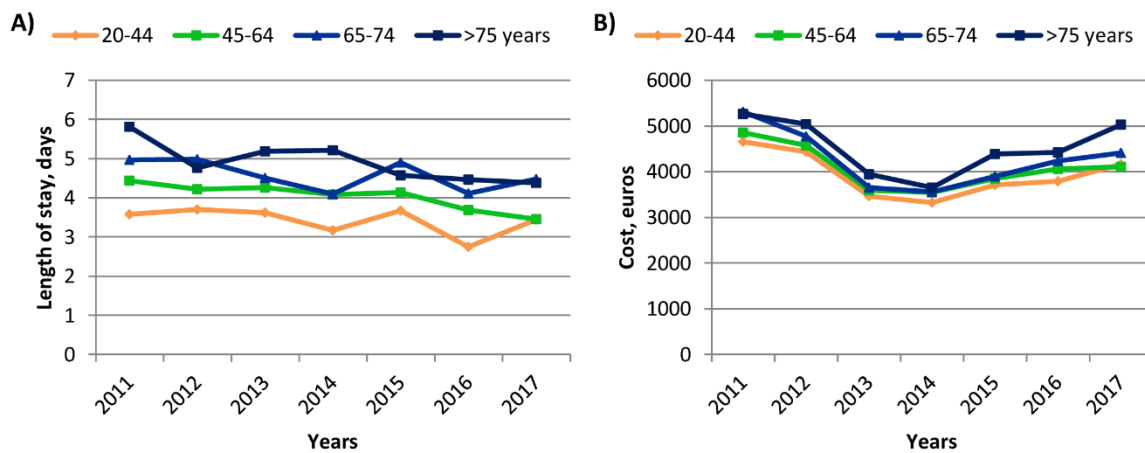 A)
20-44 45-64 65-74 >75 years
Length of stay, days
7
6
5
4
3
2
1
0
2011 2012 2013 2014 2015 2016 2017
Years
B)
20-44 45-64 65-74 >75 years
Cost, euros
6000
5000
4000
3000
2000
1000
0
2011 2012 2013 2014 2015 2016 2017
Years